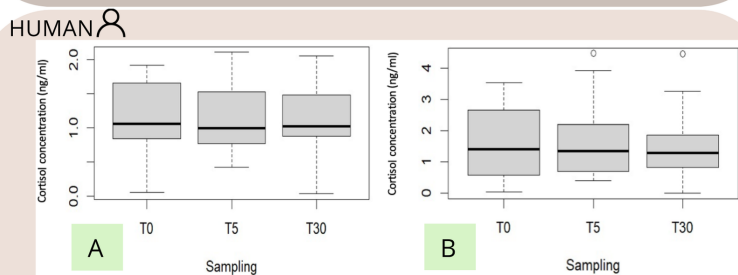 HUMAN
Cortisol concentration (ng/ml)
2.0
1.0
0.0
T0 T5 T30
Sampling
A
Cortisol concentration (ng/ml)
4
3
2
1
0
T0 T5 T30
Sampling
B